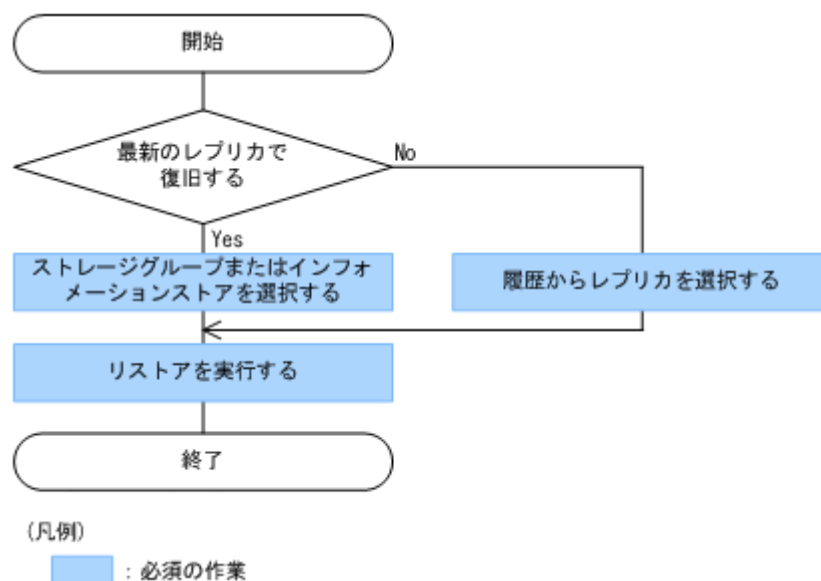 開始
最新のレプリカで
復旧する
No
Yes
ストレージグループまたはインフォ
メーションストアを選択する
履歴からレプリカを選択する
リストアを実行する
終了
(凡例)
：必須の作業